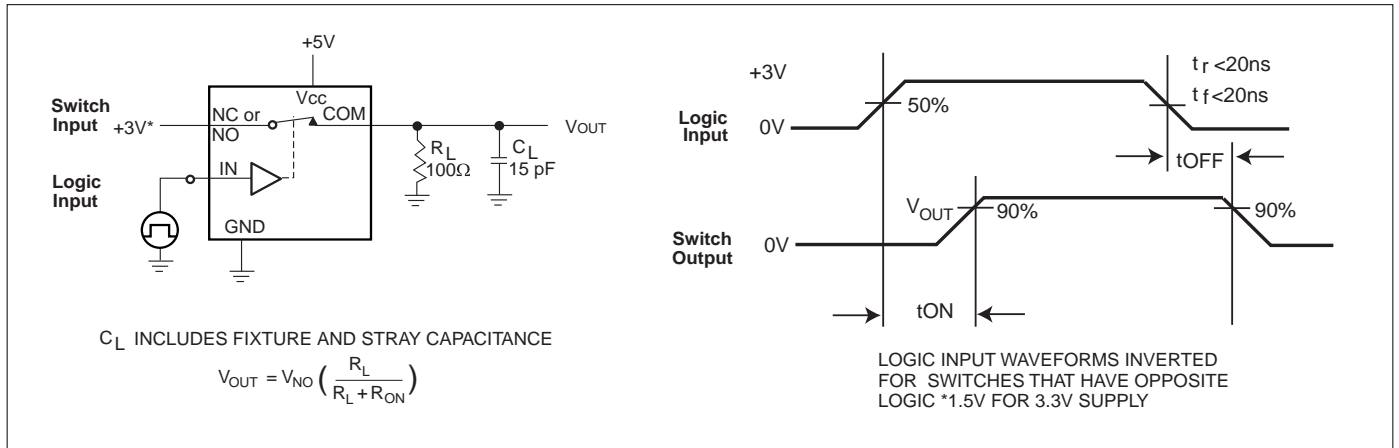 +5V
Vcc
Switch
Input
+3V*
NC or
NO
COM
VOUT
RL
100Ω
CL
15 pF
IN
Logic
Input
GND
CL INCLUDES FIXTURE AND STRAY CAPACITANCE
VOUT = VNO ( RL / RL + RON )
+3V
Logic
Input
0V
50%
tr <20ns
tf <20ns
tOFF
VOUT
90%
90%
Switch
Output
0V
tON
LOGIC INPUT WAVEFORMS INVERTED
FOR SWITCHES THAT HAVE OPPOSITE
LOGIC *1.5V FOR 3.3V SUPPLY